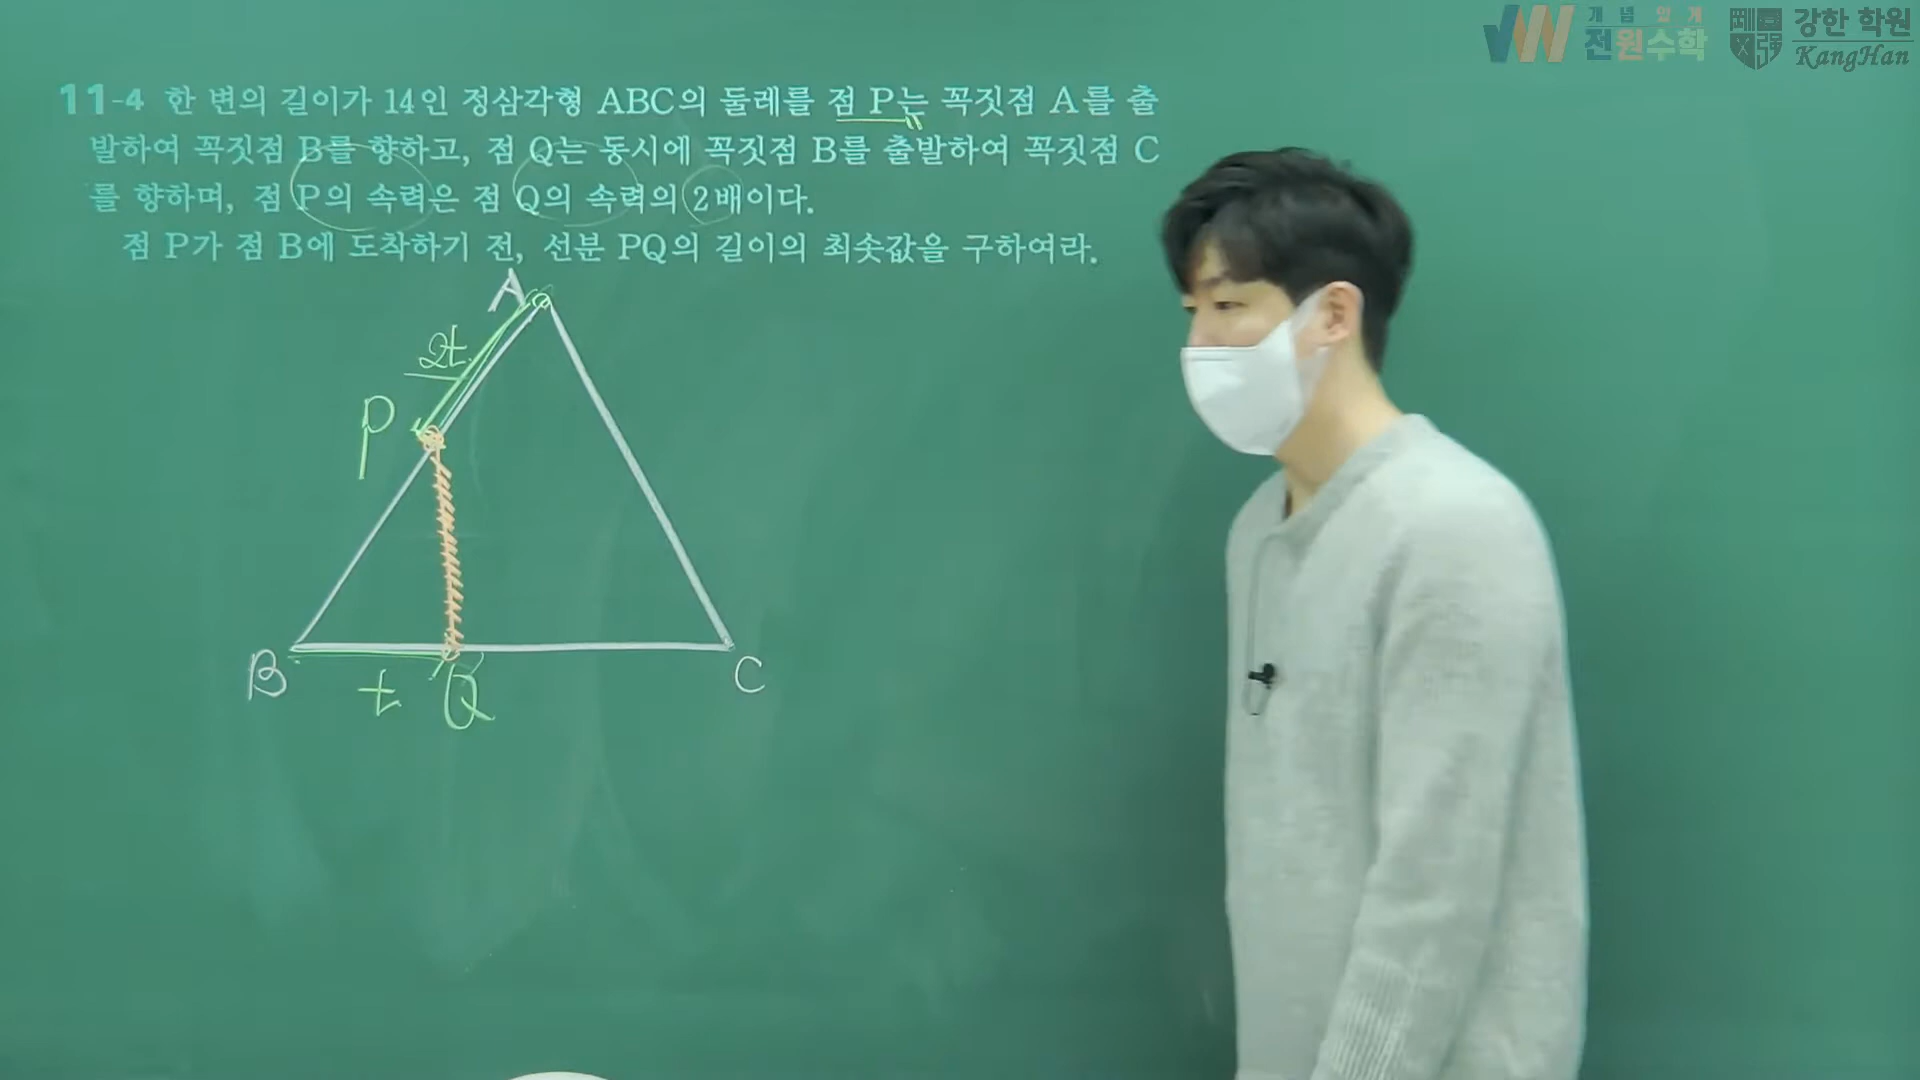 개념있게
전원수학
강한 학원
KangHan
11-4 한 변의 길이가 14인 정삼각형 ABC의 둘레를 점 P는 꼭짓점 A를 출
발하여 꼭짓점 B를 향하고, 점 Q는 동시에 꼭짓점 B를 출발하여 꼭짓점 C
를 향하며, 점 P의 속력은 점 Q의 속력의 2배이다.
점 P가 점 B에 도착하기 전, 선분 PQ의 길이의 최솟값을 구하여라.
A
2t
P
B
t
Q
C